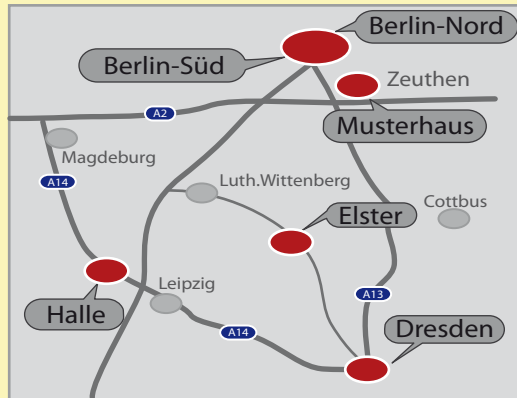 Berlin-Nord
Berlin-Süd
Zeuthen
A2
Musterhaus
Magdeburg
A14
Luth.Wittenberg
Elster
Cottbus
Leipzig
A13
Halle
A14
Dresden